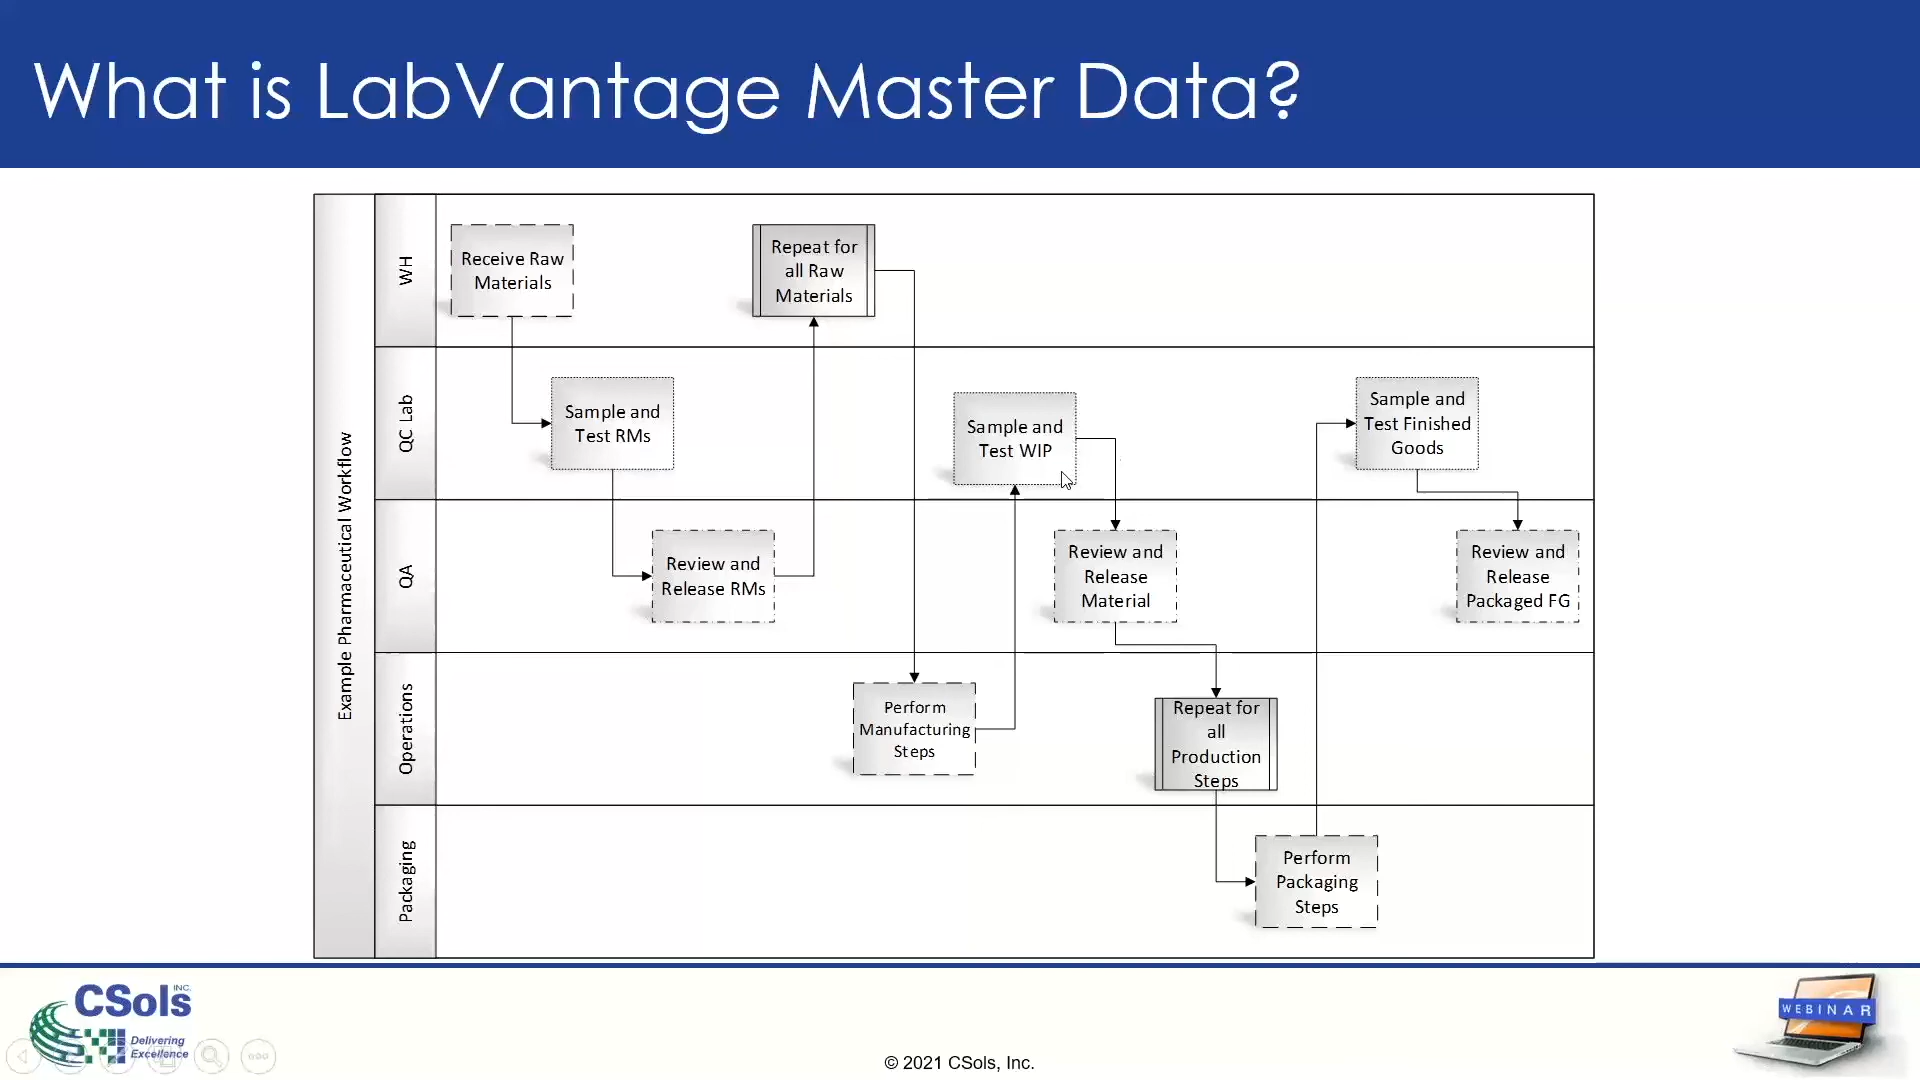 What is LabVantage Master Data?
Example Pharmaceutical Workflow
WH
Receive Raw
Materials
Repeat for
all Raw
Materials
QC Lab
Sample and
Test RMs
Sample and
Test WIP
Sample and
Test Finished
Goods
QA
Review and
Release RMs
Review and
Release
Material
Review and
Release
Packaged FG
Operations
Perform
Manufacturing
Steps
Repeat for
all
Production
Steps
Packaging
Perform
Packaging
Steps
CSols INC.
Delivering
Excellence
© 2021 CSols, Inc.
WEBINAR